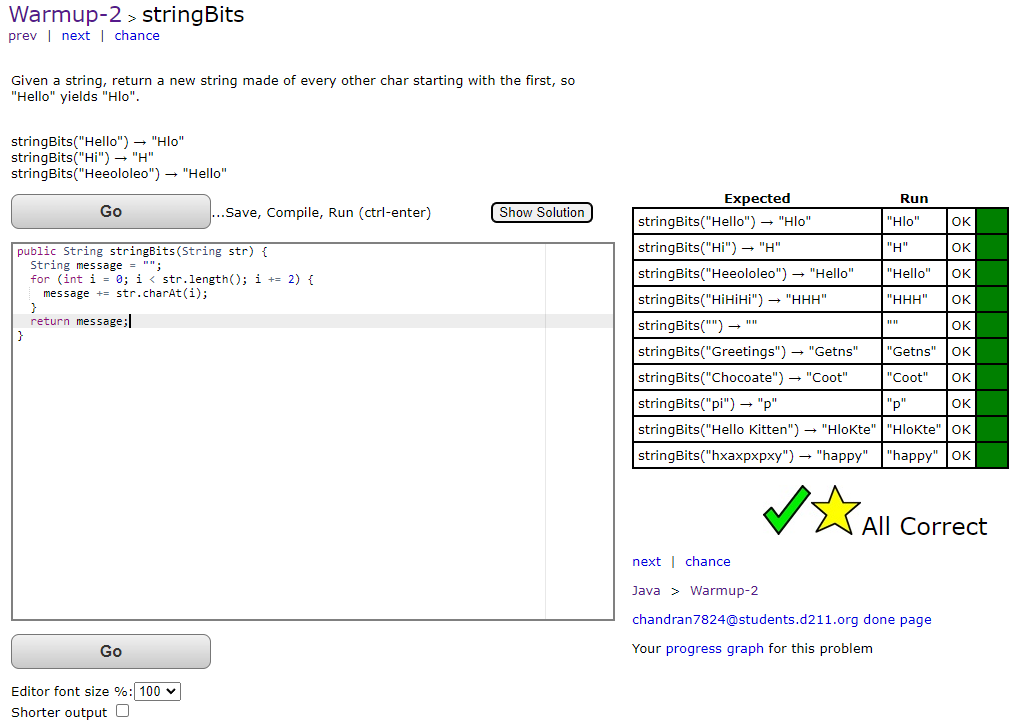 Warmup-2 > stringBits
prev | next | chance
Given a string, return a new string made of every other char starting with the first, so
"Hello" yields "Hlo".
stringBits("Hello") → "Hlo"
stringBits("Hi") → "H"
stringBits("Heeololeo") → "Hello"
Go ...Save, Compile, Run (ctrl-enter) Show Solution
public String stringBits(String str) {
  String message = "";
  for (int i = 0; i < str.length(); i += 2) {
    message += str.charAt(i);
  }
  return message;
}
Go
Editor font size %: 100
Shorter output
Expected Run
stringBits("Hello") → "Hlo" "Hlo" OK
stringBits("Hi") → "H" "H" OK
stringBits("Heeololeo") → "Hello" "Hello" OK
stringBits("HiHiHi") → "HHH" "HHH" OK
stringBits("") → "" "" OK
stringBits("Greetings") → "Getns" "Getns" OK
stringBits("Chocoate") → "Coot" "Coot" OK
stringBits("pi") → "p" "p" OK
stringBits("Hello Kitten") → "HloKte" "HloKte" OK
stringBits("hxaxpxpxy") → "happy" "happy" OK
All Correct
next | chance
Java > Warmup-2
chandran7824@students.d211.org done page
Your progress graph for this problem